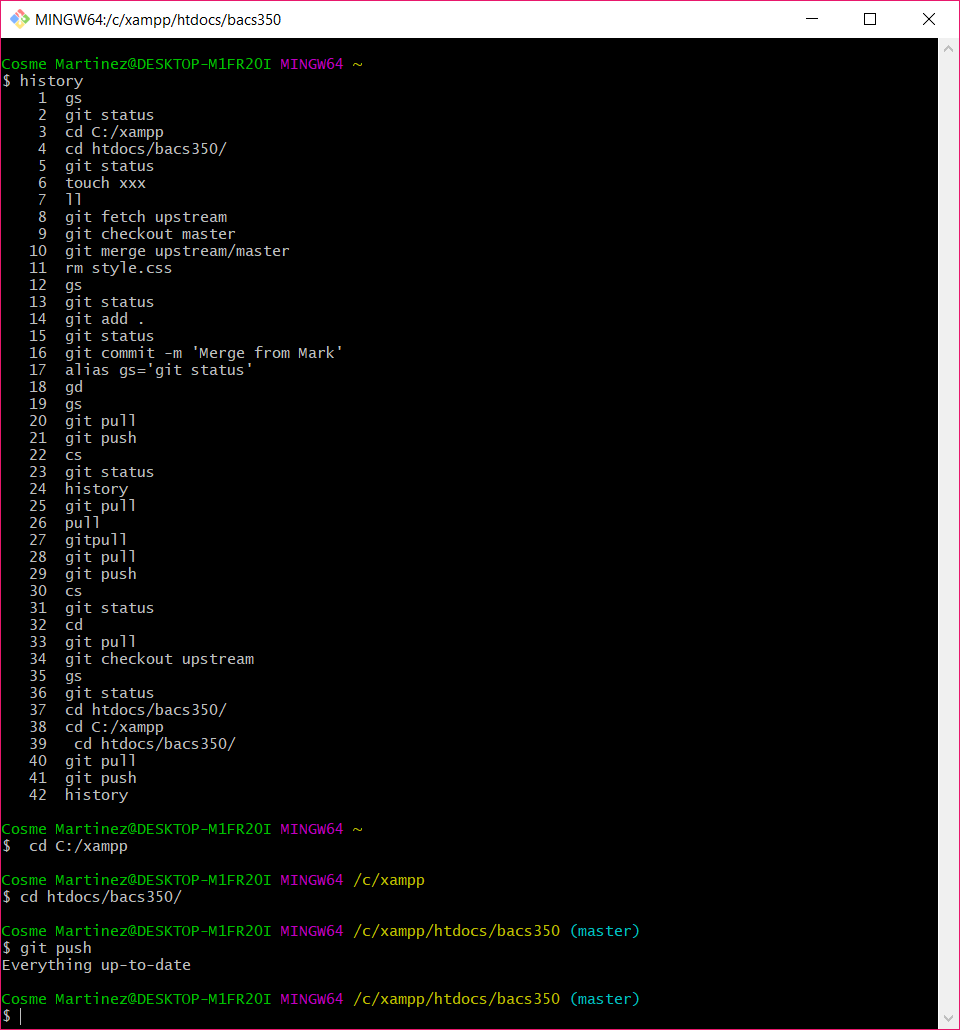 MINGW64:/c/xampp/htdocs/bacs350
Cosme Martinez@DESKTOP-M1FR2OI MINGW64 ~
$ history
    1  gs
    2  git status
    3  cd C:/xampp
    4  cd htdocs/bacs350/
    5  git status
    6  touch xxx
    7  ll
    8  git fetch upstream
    9  git checkout master
   10  git merge upstream/master
   11  rm style.css
   12  gs
   13  git status
   14  git add .
   15  git status
   16  git commit -m 'Merge from Mark'
   17  alias gs='git status'
   18  gd
   19  gs
   20  git pull
   21  git push
   22  cs
   23  git status
   24  history
   25  git pull
   26  pull
   27  gitpull
   28  git pull
   29  git push
   30  cs
   31  git status
   32  cd
   33  git pull
   34  git checkout upstream
   35  gs
   36  git status
   37  cd htdocs/bacs350/
   38  cd C:/xampp
   39   cd htdocs/bacs350/
   40  git pull
   41  git push
   42  history
Cosme Martinez@DESKTOP-M1FR2OI MINGW64 ~
$  cd C:/xampp
Cosme Martinez@DESKTOP-M1FR2OI MINGW64 /c/xampp
$ cd htdocs/bacs350/
Cosme Martinez@DESKTOP-M1FR2OI MINGW64 /c/xampp/htdocs/bacs350 (master)
$ git push
Everything up-to-date
Cosme Martinez@DESKTOP-M1FR2OI MINGW64 /c/xampp/htdocs/bacs350 (master)
$